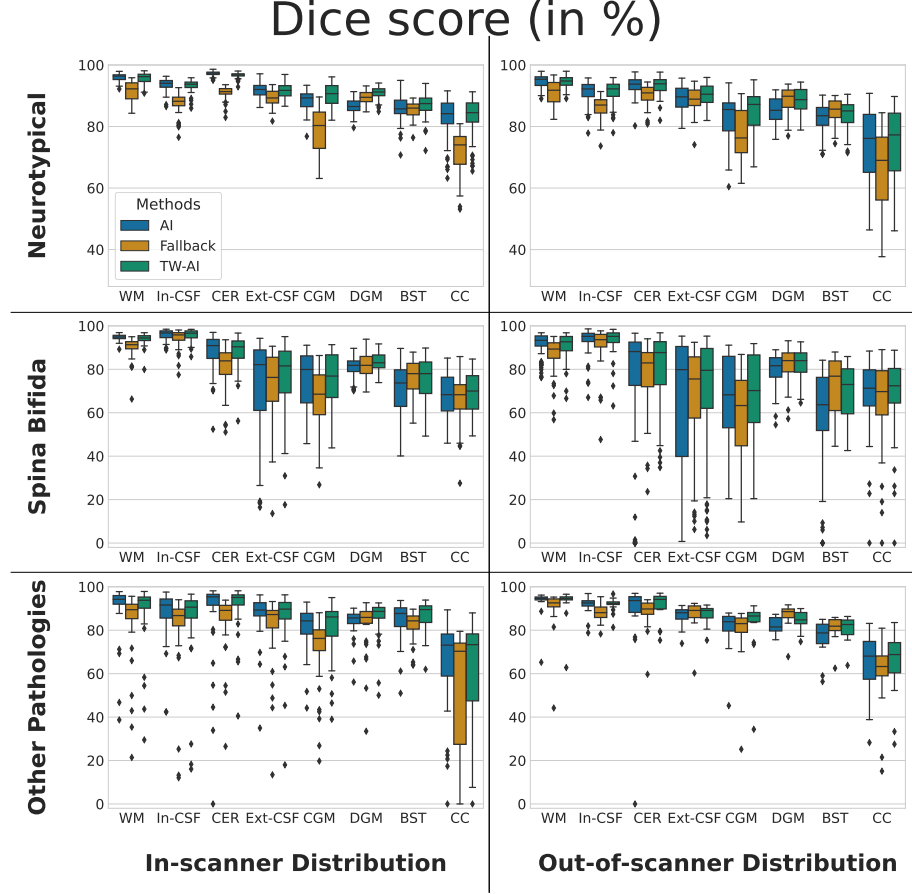 Dice score (in %)
Neurotypical
100
80
60
40
Methods
AI
Fallback
TW-AI
WM In-CSF CER Ext-CSF CGM DGM BST CC
100
80
60
40
WM In-CSF CER Ext-CSF CGM DGM BST CC
Spina Bifida
100
80
60
40
20
0
WM In-CSF CER Ext-CSF CGM DGM BST CC
100
80
60
40
20
0
WM In-CSF CER Ext-CSF CGM DGM BST CC
Other Pathologies
100
80
60
40
20
0
WM In-CSF CER Ext-CSF CGM DGM BST CC
100
80
60
40
20
0
WM In-CSF CER Ext-CSF CGM DGM BST CC
In-scanner Distribution
Out-of-scanner Distribution